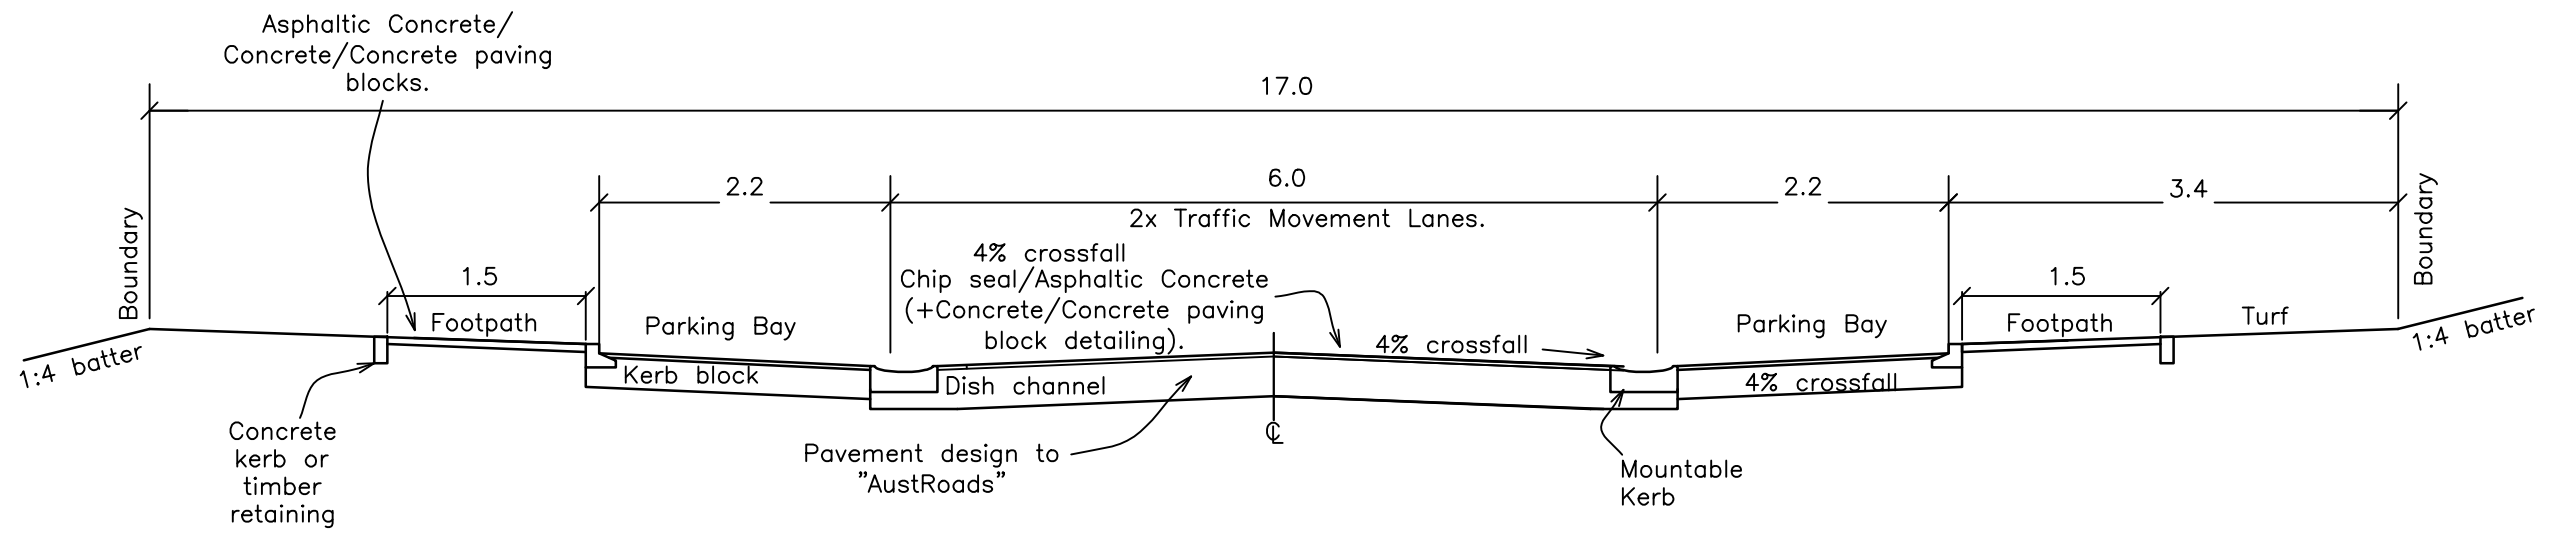 Asphaltic Concrete/
Concrete/Concrete paving
blocks.
17.0
2.2
6.0
2.2
3.4
2x Traffic Movement Lanes.
Boundary
Boundary
4% crossfall
Chip seal/Asphaltic Concrete
(+Concrete/Concrete paving
block detailing).
1.5
1.5
Footpath
Parking Bay
Parking Bay
Footpath
Turf
4% crossfall
1:4 batter
1:4 batter
Kerb block
Dish channel
4% crossfall
Concrete
kerb or
timber
retaining
Pavement design to
"AustRoads"
℄
Mountable
Kerb